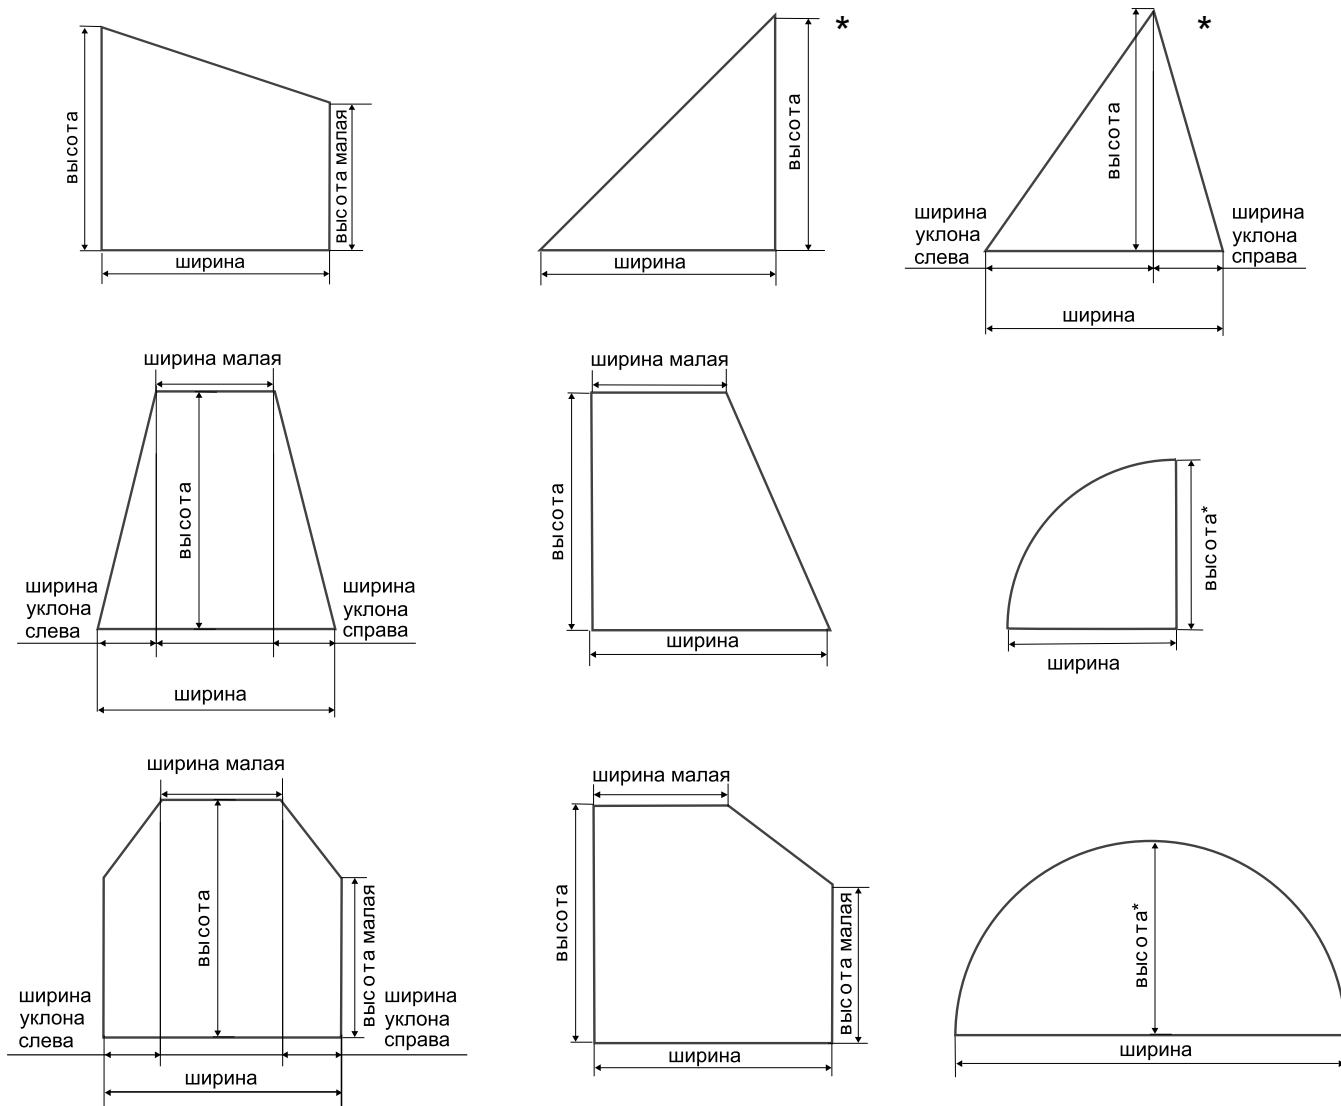 высота
высота малая
ширина
*
высота
ширина
*
высота
ширина
уклона
слева
ширина
уклона
справа
ширина
ширина малая
высота
ширина
уклона
слева
ширина
уклона
справа
ширина
ширина малая
высота
ширина
высота*
ширина
ширина малая
высота
высота малая
ширина
уклона
слева
ширина
уклона
справа
ширина
ширина малая
высота
высота малая
ширина
высота*
ширина